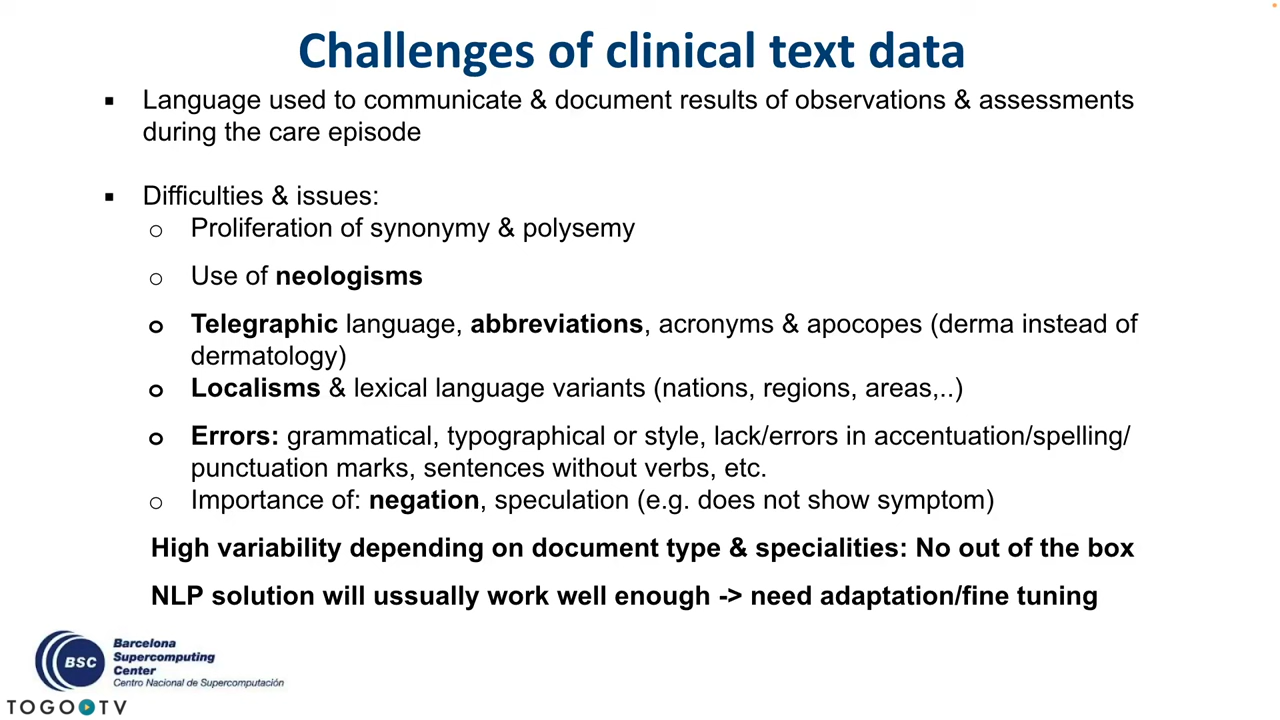 Challenges of clinical text data
▪ Language used to communicate & document results of observations & assessments
during the care episode
▪ Difficulties & issues:
o Proliferation of synonymy & polysemy
o Use of neologisms
o Telegraphic language, abbreviations, acronyms & apocopes (derma instead of
dermatology)
o Localisms & lexical language variants (nations, regions, areas,..)
o Errors: grammatical, typographical or style, lack/errors in accentuation/spelling/
punctuation marks, sentences without verbs, etc.
o Importance of: negation, speculation (e.g. does not show symptom)
High variability depending on document type & specialities: No out of the box
NLP solution will ussually work well enough -> need adaptation/fine tuning
BSC
Barcelona
Supercomputing
Center
Centro Nacional de Supercomputación
TOGO TV